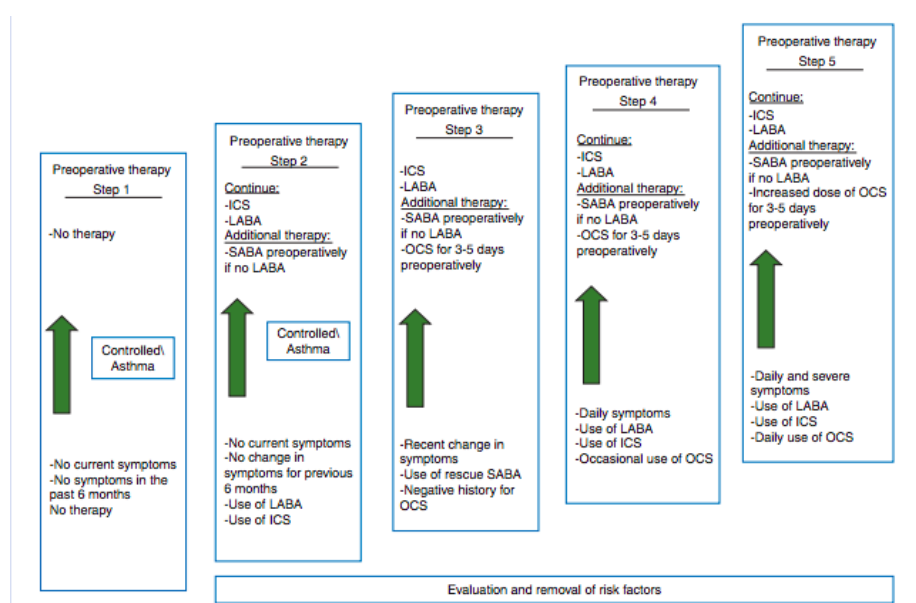 Preoperative therapy
Step 1
-No therapy
Controlled\
Asthma
-No current symptoms
-No symptoms in the
past 6 months
No therapy
Preoperative therapy
Step 2
Continue:
-ICS
-LABA
Additional therapy:
-SABA preoperatively
if no LABA
Controlled\
Asthma
-No current symptoms
-No change in
symptoms for previous
6 months
-Use of LABA
-Use of ICS
Preoperative therapy
Step 3
-ICS
-LABA
Additional therapy:
-SABA preoperatively
if no LABA
-OCS for 3-5 days
preoperatively
-Recent change in
symptoms
-Use of rescue SABA
-Negative history for
OCS
Preoperative therapy
Step 4
Continue:
-ICS
-LABA
Additional therapy:
-SABA preoperatively
if no LABA
-OCS for 3-5 days
preoperatively
-Daily symptoms
-Use of LABA
-Use of ICS
-Occasional use of OCS
Preoperative therapy
Step 5
Continue:
-ICS
-LABA
Additional therapy:
-SABA preoperatively
if no LABA
-Increased dose of OCS
for 3-5 days
preoperatively
-Daily and severe
symptoms
-Use of LABA
-Use of ICS
-Daily use of OCS
Evaluation and removal of risk factors